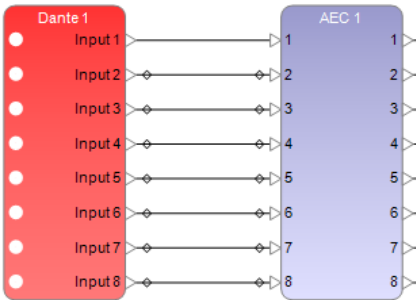 Dante 1 AEC 1
Input 1 1 1
Input 2 2 2
Input 3 3 3
Input 4 4 4
Input 5 5 5
Input 6 6 6
Input 7 7 7
Input 8 8 8